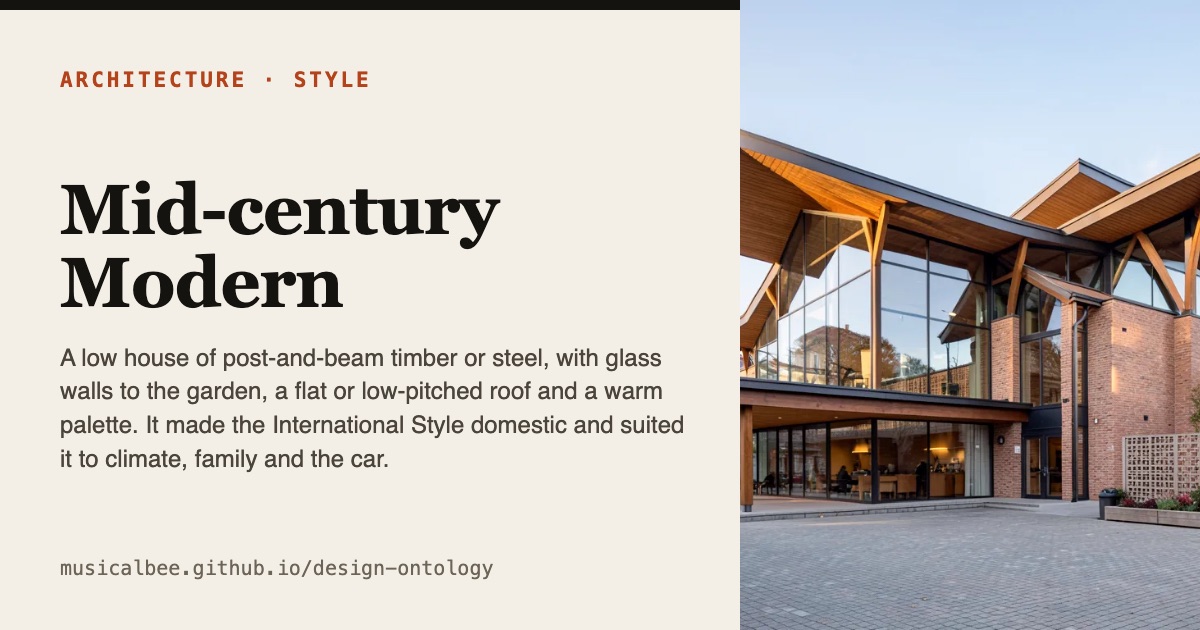 ARCHITECTURE · STYLE
Mid-century
Modern
A low house of post-and-beam timber or steel, with glass
walls to the garden, a flat or low-pitched roof and a warm
palette. It made the International Style domestic and suited
it to climate, family and the car.
musicalbee.github.io/design-ontology